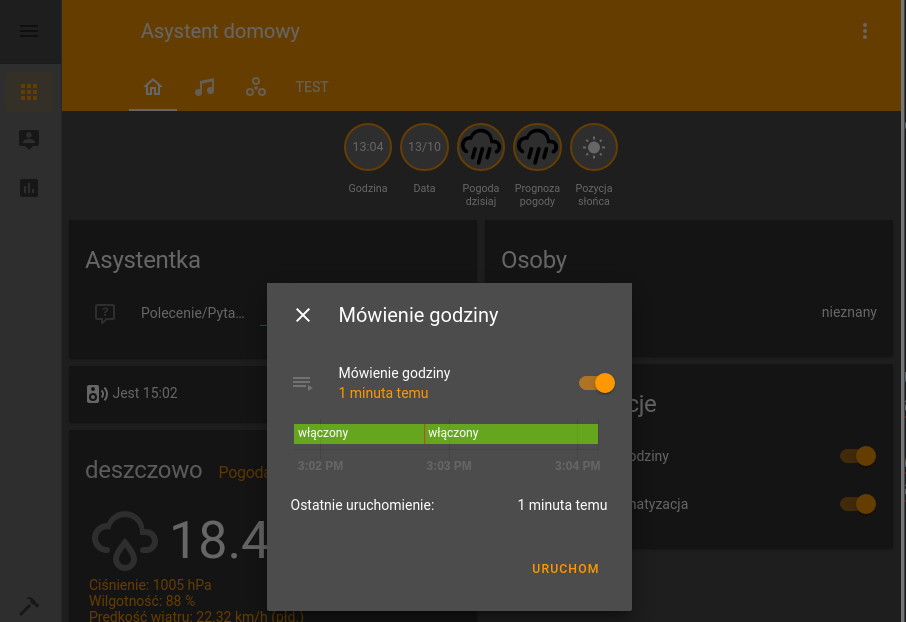 Asystent domowy
TEST
13:04
13/10
Godzina
Data
Pogoda
dzisiaj
Prognoza
pogody
Pozycja
słońca
Asystentka
Osoby
Polecenie/Pyta...
nieznany
Jest 15:02
Mówienie godziny
Mówienie godziny
1 minuta temu
włączony
włączony
3:02 PM
3:03 PM
3:04 PM
Ostatnie uruchomienie:
1 minuta temu
URUCHOM
cje
odziny
matyzacja
deszczowo
Pogoda
18.4
Ciśnienie: 1005 hPa
Wilgotność: 88 %
Prędkość wiatru: 22.32 km/h (płd.)